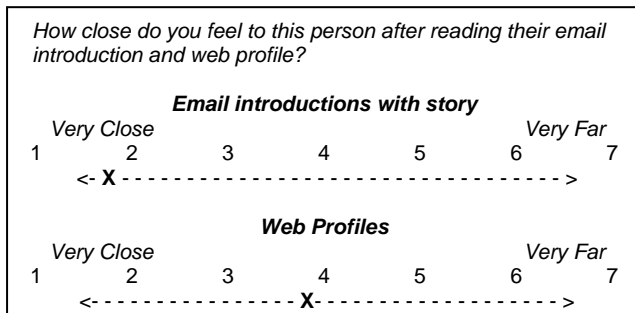 How close do you feel to this person after reading their email
introduction and web profile?
Email introductions with story
Very Close Very Far
1 2 3 4 5 6 7
<- X - - - - - - - - - - - - - - - - - - - - - - - - - - - - - - - - - - >
Web Profiles
Very Close Very Far
1 2 3 4 5 6 7
<- - - - - - - - - - - - - - - - - X- - - - - - - - - - - - - - - - - - - >